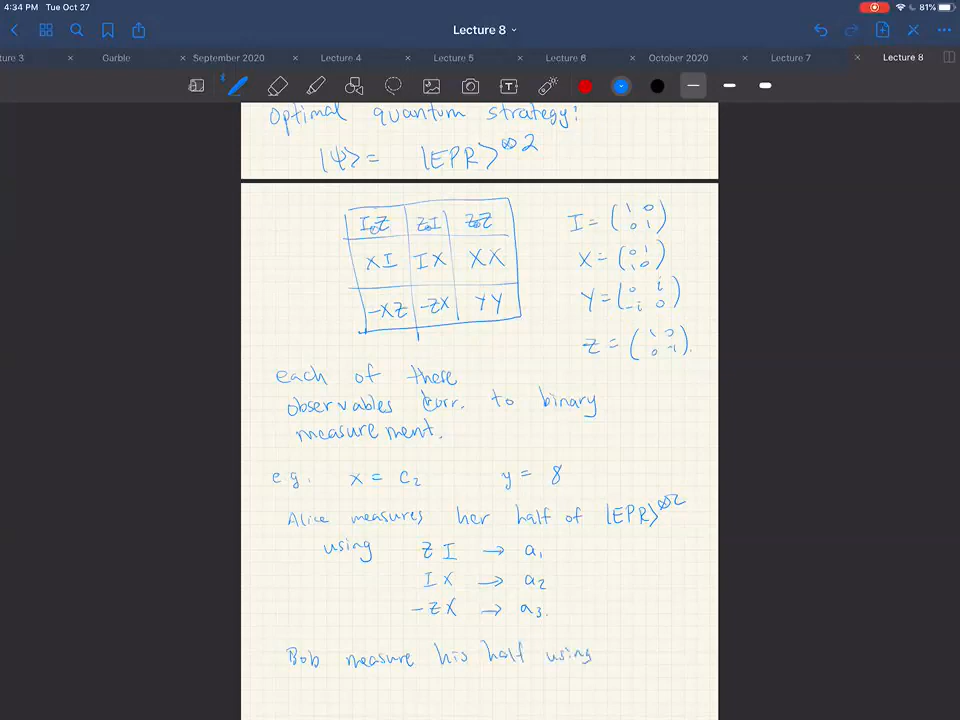 4:34 PM Tue Oct 27
81%
Lecture 8
ure 3 Garble September 2020 Lecture 4 Lecture 5 Lecture 6 October 2020 Lecture 7 Lecture 8
Optimal quantum strategy:
|Ψ⟩ = |EPR⟩^⊗2
I⊗Z Z⊗I Z⊗Z
XI IX XX
-XZ -ZX YY
I = (1 0
0 1)
X = (0 1
1 0)
Y = (0 i
-i 0)
Z = (1 0
0 -1).
each of these
observables corr. to binary
measurement.
e.g. x = C₂ y = 8
Alice measures her half of |EPR⟩^⊗2
using ZI → a₁
IX → a₂
-ZX → a₃.
Bob measure his half using